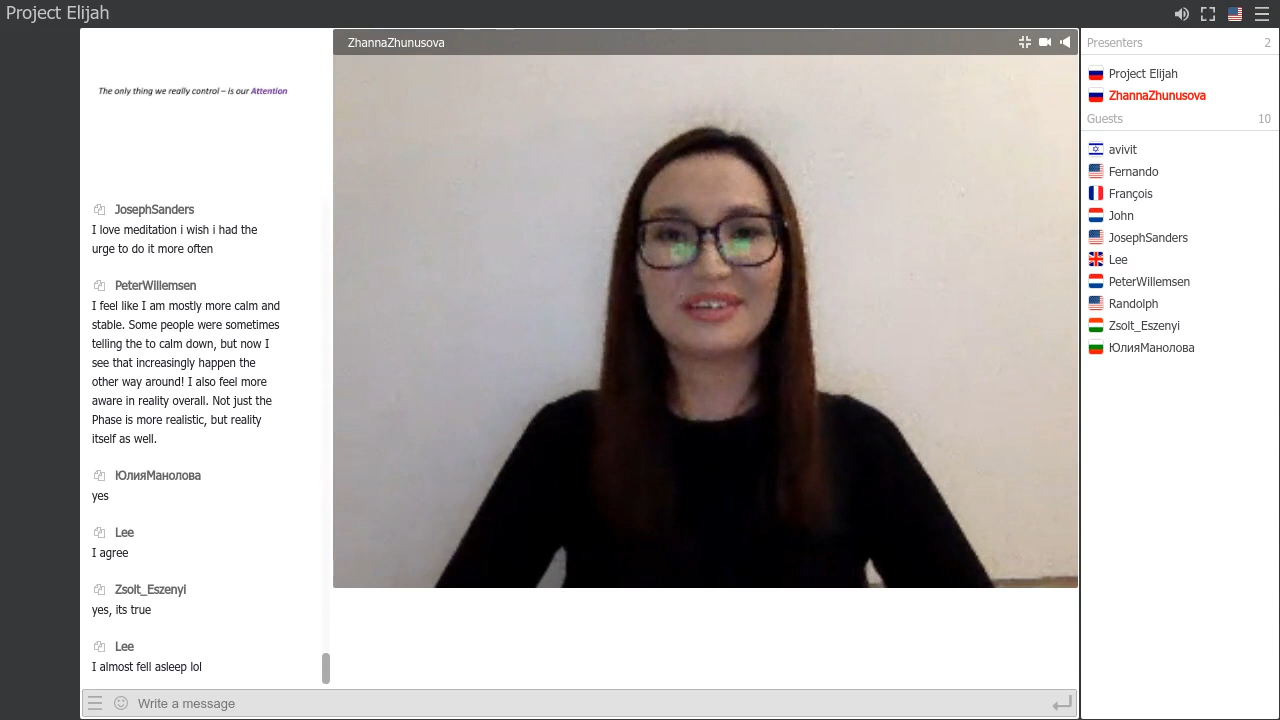 Project Elijah
The only thing we really control – is our Attention
JosephSanders
I love meditation i wish i had the
urge to do it more often
PeterWillemsen
I feel like I am mostly more calm and
stable. Some people were sometimes
telling the to calm down, but now I
see that increasingly happen the
other way around! I also feel more
aware in reality overall. Not just the
Phase is more realistic, but reality
itself as well.
ЮлияМанолова
yes
Lee
I agree
Zsolt_Eszenyi
yes, its true
Lee
I almost fell asleep lol
Write a message
ZhannaZhunusova
Presenters 2
Project Elijah
ZhannaZhunusova
Guests 10
avivit
Fernando
François
John
JosephSanders
Lee
PeterWillemsen
Randolph
Zsolt_Eszenyi
ЮлияМанолова